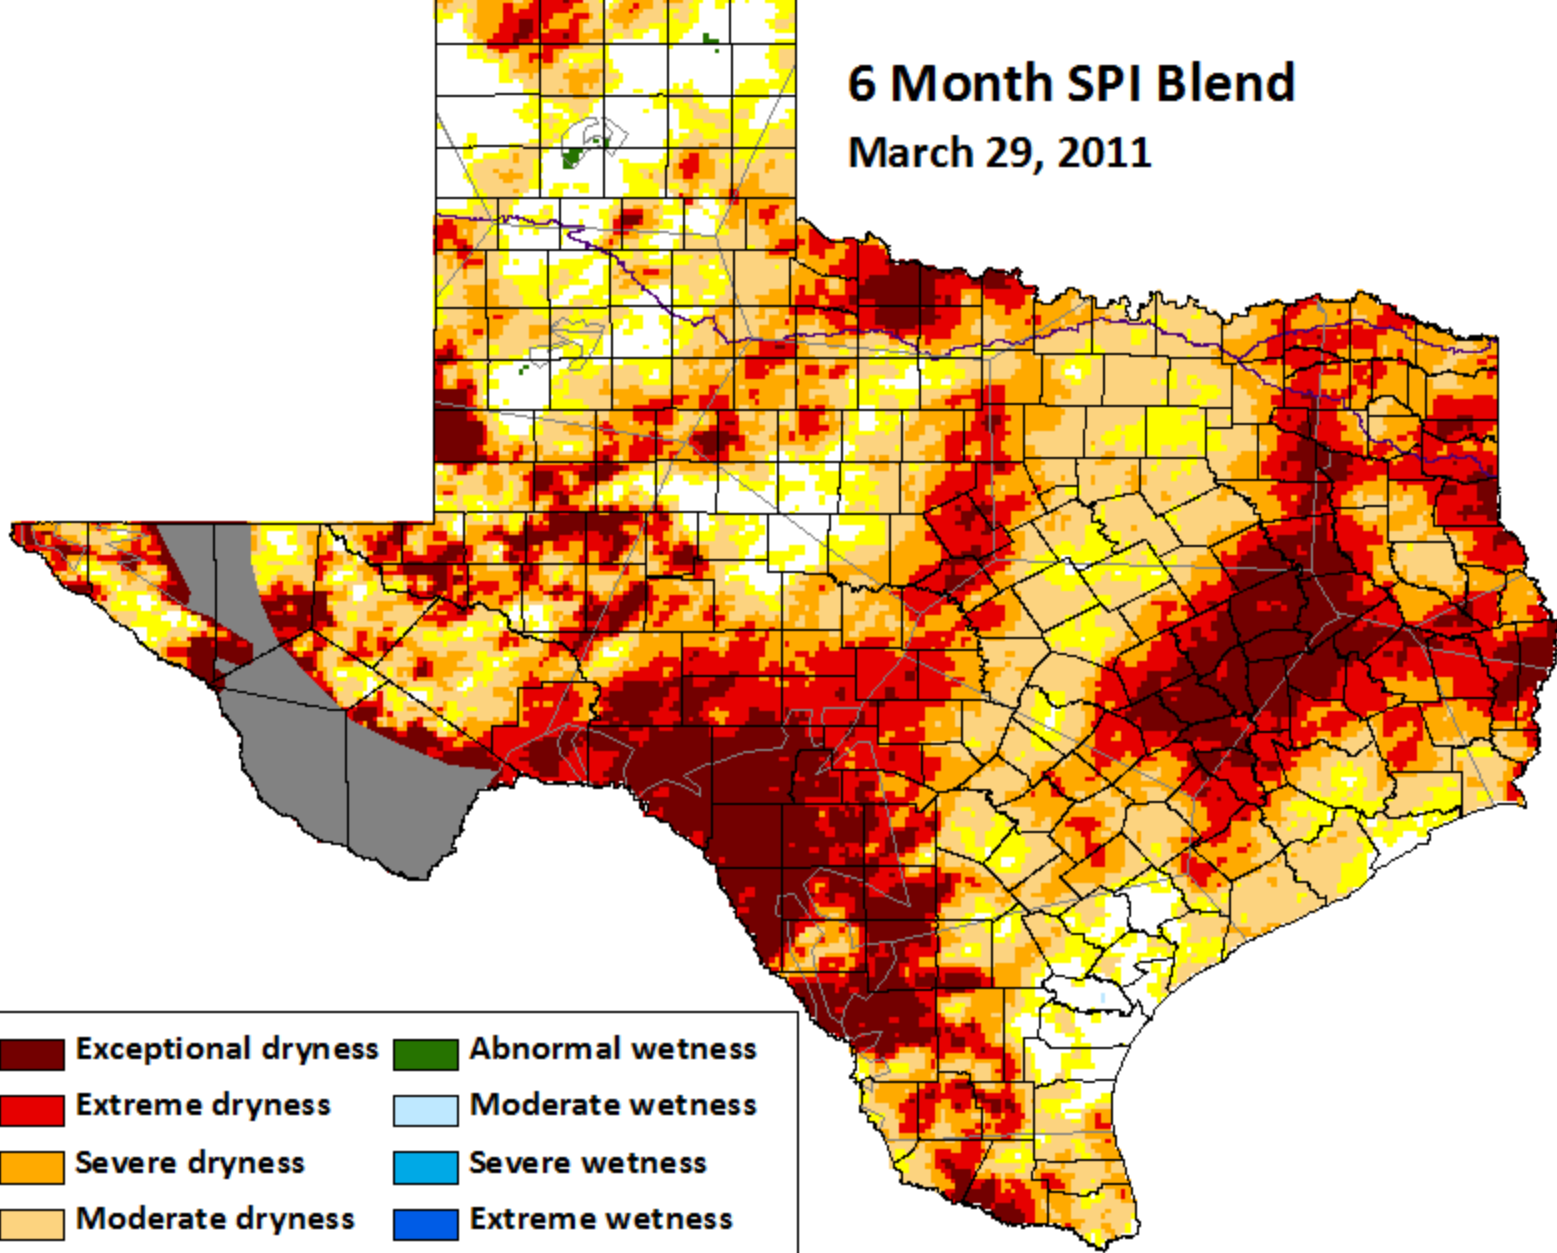 6 Month SPI Blend
March 29, 2011
Exceptional dryness
Abnormal wetness
Extreme dryness
Moderate wetness
Severe dryness
Severe wetness
Moderate dryness
Extreme wetness